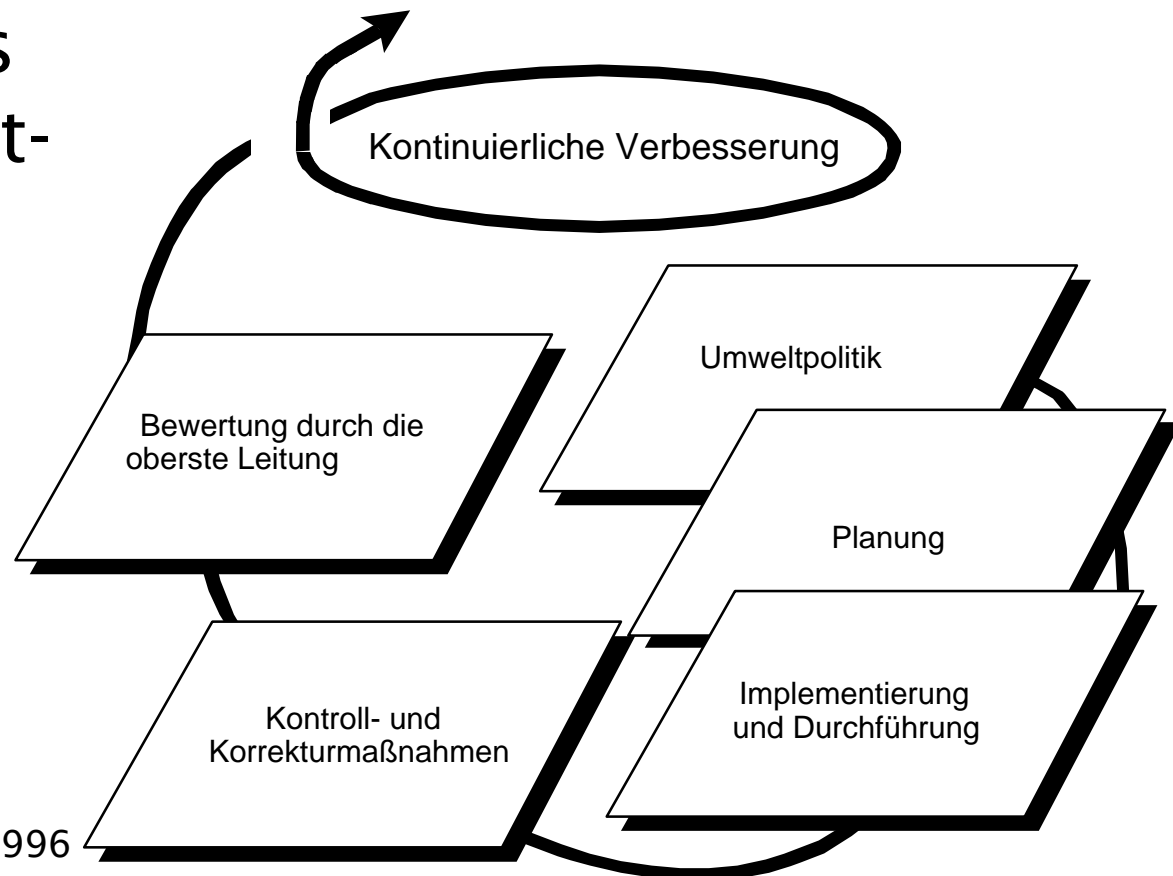 s
t-
Kontinuierliche Verbesserung
Umweltpolitik
Bewertung durch die
oberste Leitung
Planung
Implementierung
und Durchführung
Kontroll- und
Korrekturmaßnahmen
996